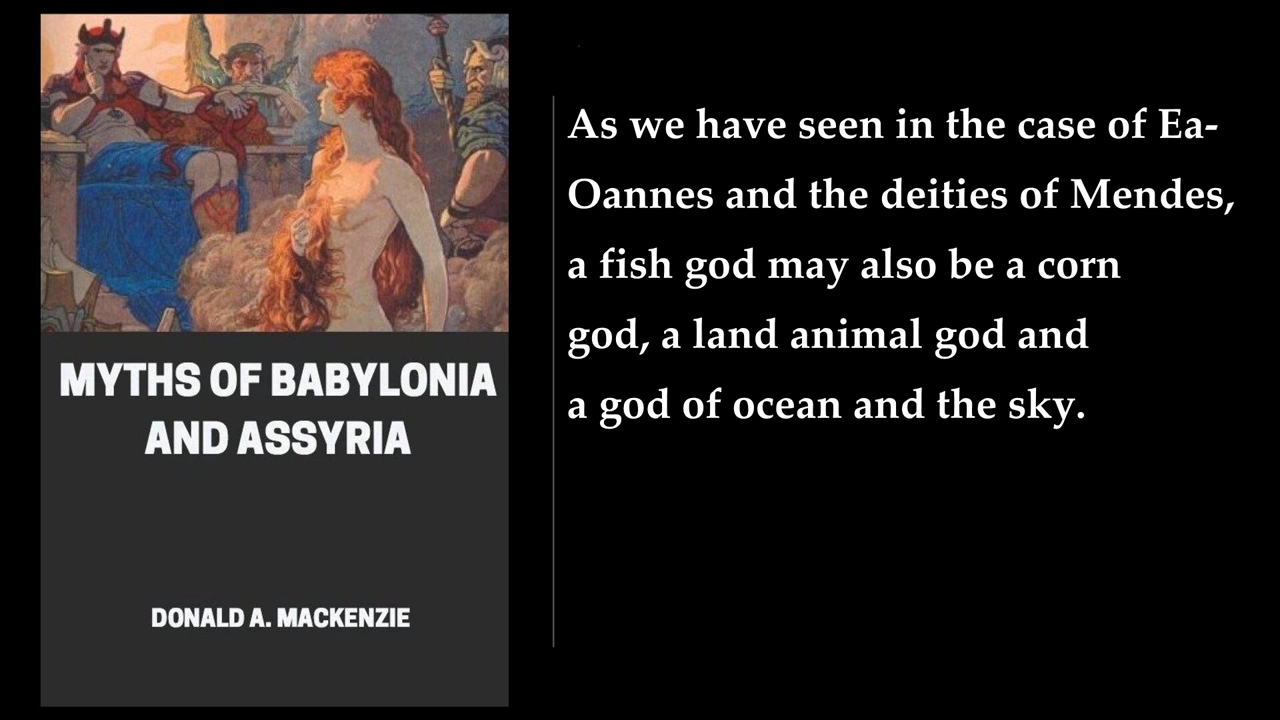 MYTHS OF BABYLONIA
AND ASSYRIA
DONALD A. MACKENZIE
As we have seen in the case of Ea-
Oannes and the deities of Mendes,
a fish god may also be a corn
god, a land animal god and
a god of ocean and the sky.